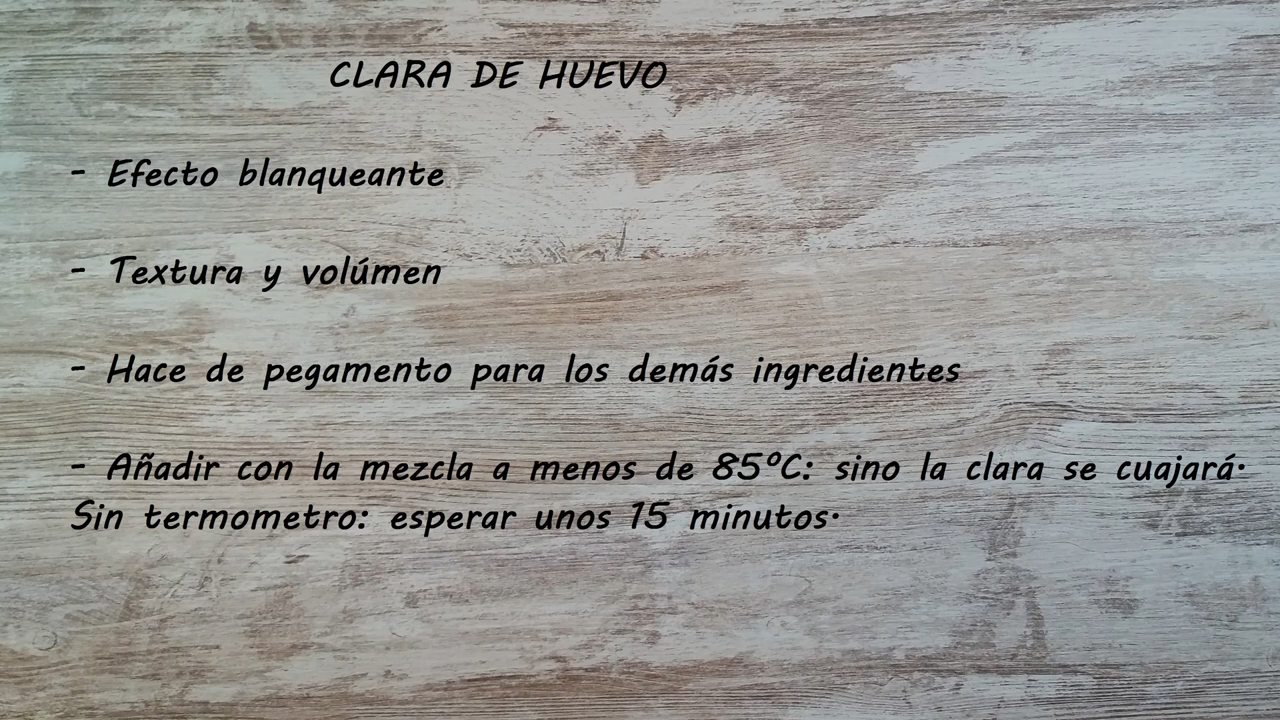 CLARA DE HUEVO
- Efecto blanqueante
- Textura y volúmen
- Hace de pegamento para los demás ingredientes
- Añadir con la mezcla a menos de 85ºC: sino la clara se cuajará.
Sin termometro: esperar unos 15 minutos.